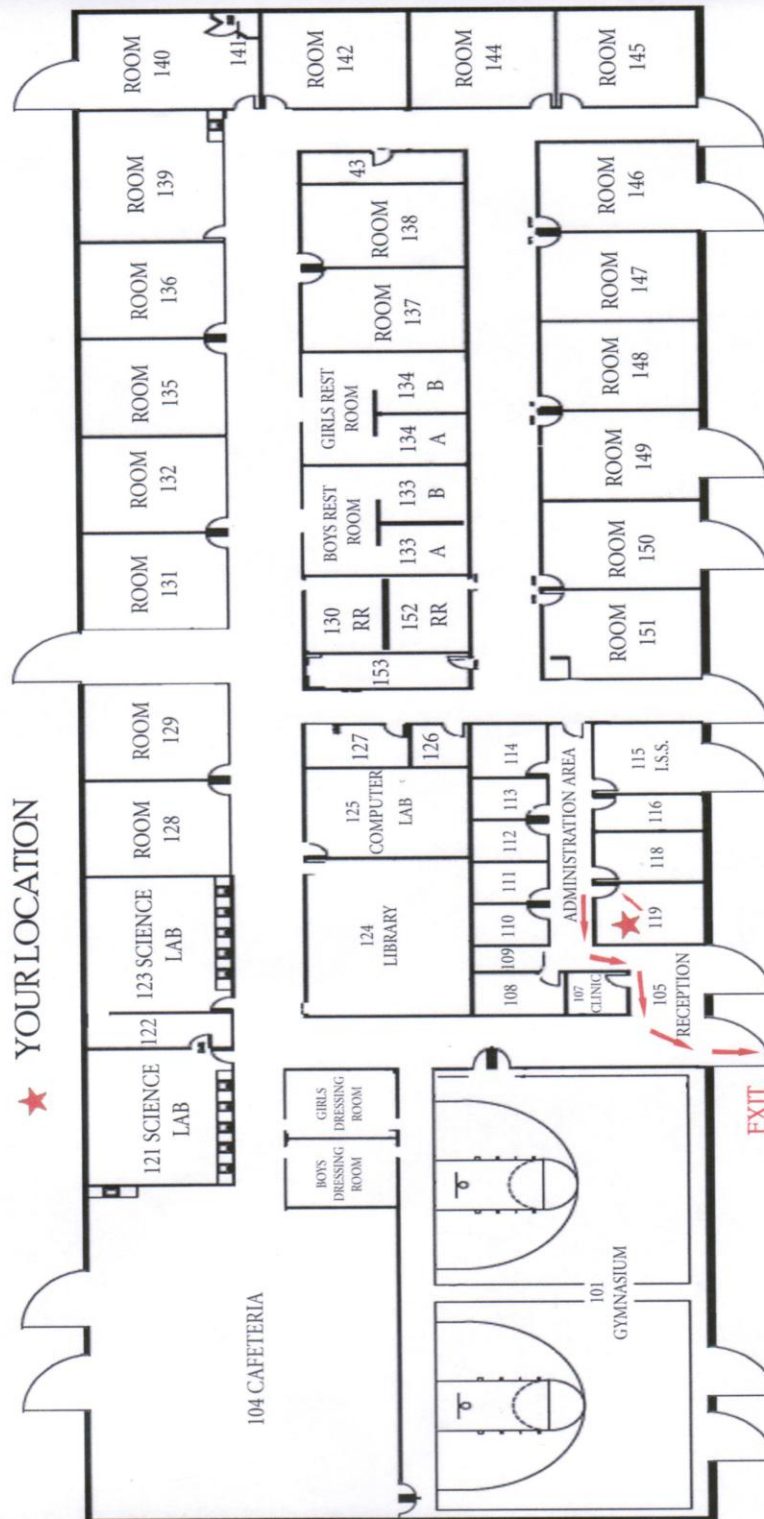 YOUR LOCATION
ROOM
140
141
ROOM
142
ROOM
144
ROOM
145
ROOM
139
43
ROOM
146
ROOM
138
ROOM
136
ROOM
147
ROOM
137
ROOM
135
ROOM
148
GIRLS REST
ROOM
134
B
134
A
ROOM
132
ROOM
149
BOYS REST
ROOM
133
B
133
A
ROOM
131
ROOM
150
130
RR
152
RR
ROOM
151
153
ROOM
129
127
126
114
115
I.S.S.
ROOM
128
125
COMPUTER
LAB
113
112
ADMINISTRATION AREA
116
118
111
110
119
123 SCIENCE
LAB
124
LIBRARY
109
108
107
CLINIC
105
RECEPTION
122
121 SCIENCE
LAB
GIRLS
DRESSING
ROOM
BOYS
DRESSING
ROOM
EXIT
104 CAFETERIA
101
GYMNASIUM